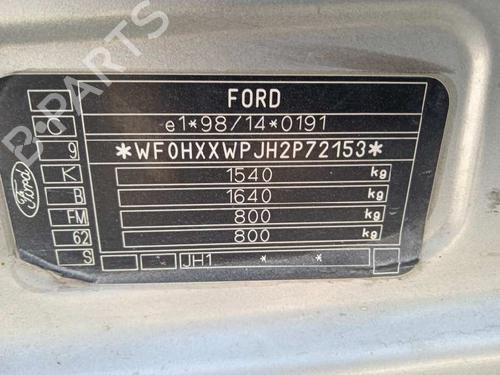 FORD
e1*98/14*0191
*WF0HXXWPJH2P72153*
1540 kg
1640 kg
800 kg
800 kg
JH1 * *
Ford
g
K
B
FM
62
S
B-PARTS